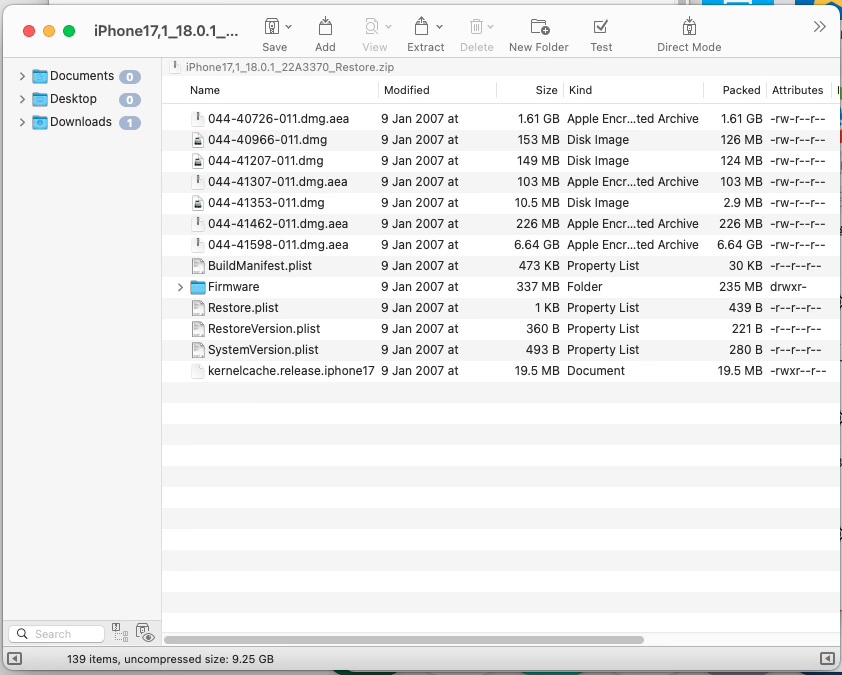 iPhone17,1_18.0.1_...
Save
Add
View
Extract
Delete
New Folder
Test
Direct Mode
Documents 0
Desktop 0
Downloads 1
iPhone17,1_18.0.1_22A3370_Restore.zip
Name Modified Size Kind Packed Attributes
044-40726-011.dmg.aea 9 Jan 2007 at 1.61 GB Apple Encr...ted Archive 1.61 GB -rw-r--r--
044-40966-011.dmg 9 Jan 2007 at 153 MB Disk Image 126 MB -rw-r--r--
044-41207-011.dmg 9 Jan 2007 at 149 MB Disk Image 124 MB -rw-r--r--
044-41307-011.dmg.aea 9 Jan 2007 at 103 MB Apple Encr...ted Archive 103 MB -rw-r--r--
044-41353-011.dmg 9 Jan 2007 at 10.5 MB Disk Image 2.9 MB -rw-r--r--
044-41462-011.dmg.aea 9 Jan 2007 at 226 MB Apple Encr...ted Archive 226 MB -rw-r--r--
044-41598-011.dmg.aea 9 Jan 2007 at 6.64 GB Apple Encr...ted Archive 6.64 GB -rw-r--r--
BuildManifest.plist 9 Jan 2007 at 473 KB Property List 30 KB -r--r--r--
Firmware 9 Jan 2007 at 337 MB Folder 235 MB drwxr-
Restore.plist 9 Jan 2007 at 1 KB Property List 439 B -r--r--r--
RestoreVersion.plist 9 Jan 2007 at 360 B Property List 221 B -r--r--r--
SystemVersion.plist 9 Jan 2007 at 493 B Property List 280 B -r--r--r--
kernelcache.release.iphone17 9 Jan 2007 at 19.5 MB Document 19.5 MB -rwxr--r--
Search
139 items, uncompressed size: 9.25 GB